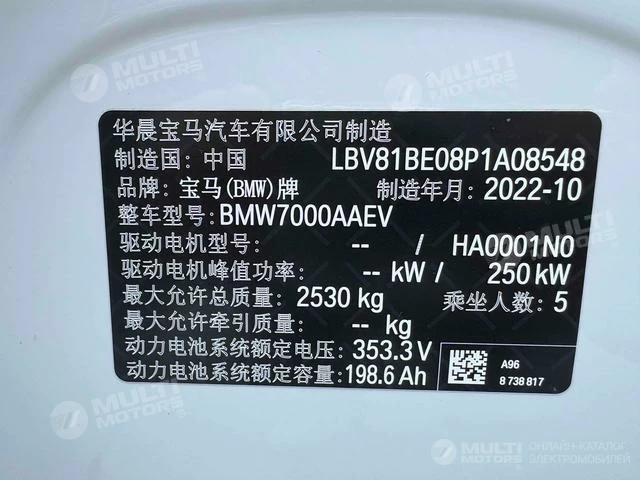 MULTI
MOTORS
MULTI
MOTORS
华晨宝马汽车有限公司制造
制造国: 中国 LBV81BE08P1A08548
品牌: 宝马(BMW)牌 制造年月: 2022-10
整车型号: BMW7000AAEV
驱动电机型号: -- / HA0001N0
驱动电机峰值功率: -- kW / 250 kW
最大允许总质量: 2530 kg 乘坐人数: 5
最大允许牵引质量: -- kg
动力电池系统额定电压: 353.3 V
动力电池系统额定容量: 198.6 Ah
A96
8 738 817
MULTI
MOTORS
MULTI
MOTORS
ОНЛАЙН-КАТАЛОГ
ЭЛЕКТРОМОБИЛЕЙ